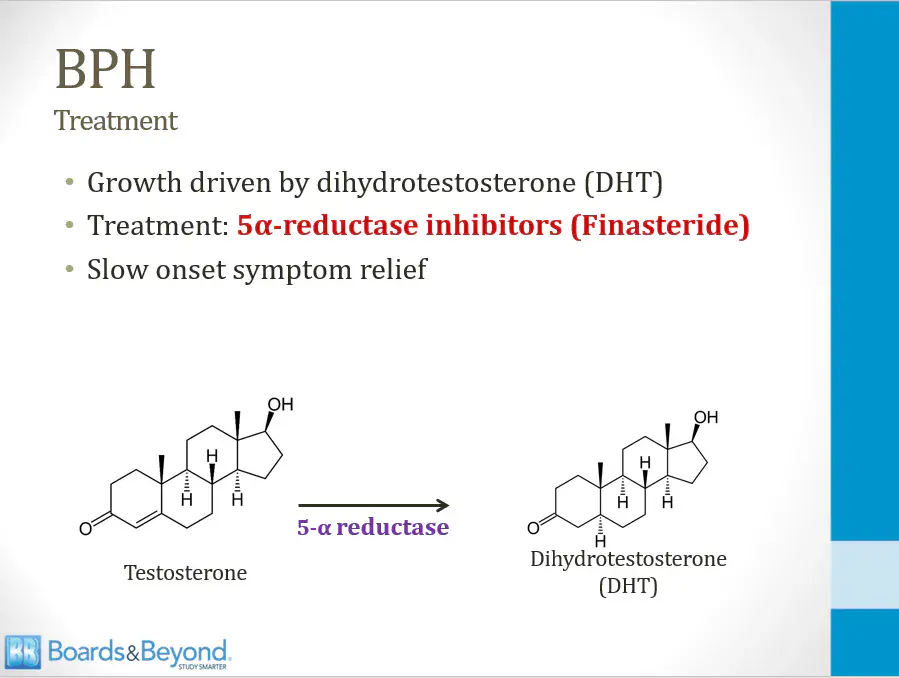 BPH
Treatment
• Growth driven by dihydrotestosterone (DHT)
• Treatment: 5α-reductase inhibitors (Finasteride)
• Slow onset symptom relief
OH
H
H
H
O
Testosterone
5-α reductase
OH
H
H
H
O
H
Dihydrotestosterone
(DHT)
BB Boards&Beyond.
STUDY SMARTER